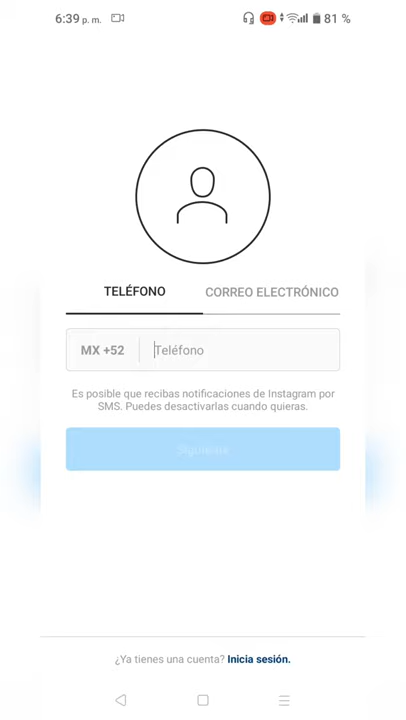 6:39 p. m. 81 %
TELÉFONO CORREO ELECTRÓNICO
MX +52 Teléfono
Es posible que recibas notificaciones de Instagram por
SMS. Puedes desactivarlas cuando quieras.
Siguiente
¿Ya tienes una cuenta? Inicia sesión.